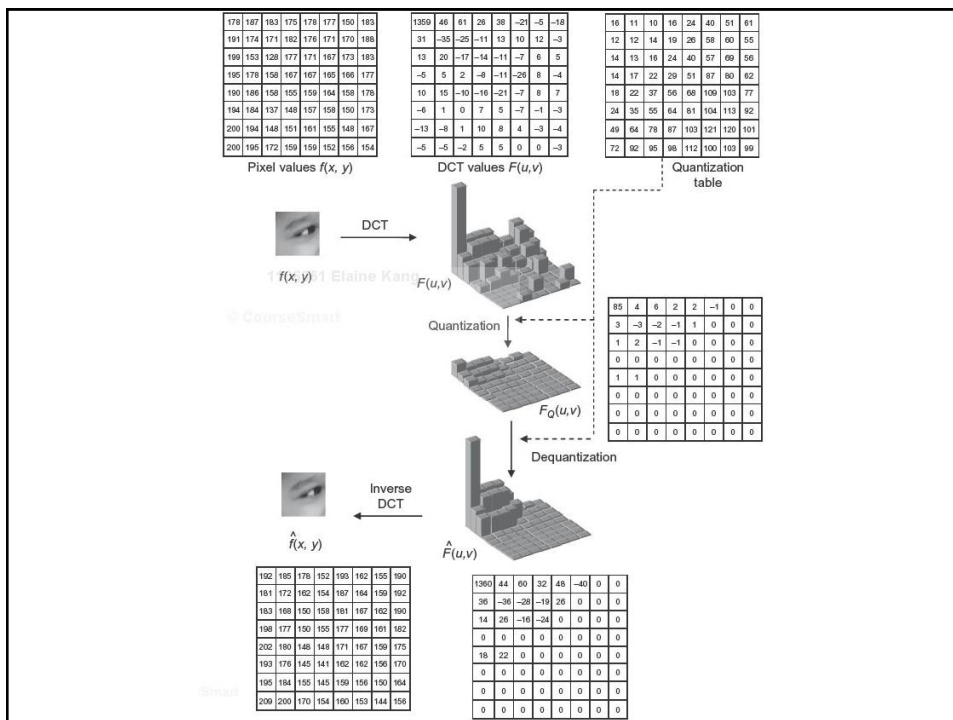 178 187 183 175 178 177 150 183
191 174 171 182 176 171 170 188
199 153 128 177 171 167 173 183
195 178 158 167 167 165 166 177
190 186 158 155 159 164 158 178
194 184 137 148 157 158 150 173
200 194 148 151 161 155 148 167
200 195 172 159 159 152 156 154
Pixel values f(x, y)
1359 46 61 26 38 –21 –5 –18
31 –35 –25 –11 13 10 12 –3
13 20 –17 –14 –11 –7 6 5
–5 5 2 –8 –11 –26 8 –4
10 15 –10 –16 –21 –7 8 7
–6 1 0 7 5 –7 –1 –3
–13 –8 1 10 8 4 –3 –4
–5 –5 –2 5 5 0 0 –3
DCT values F(u,v)
16 11 10 16 24 40 51 61
12 12 14 19 26 58 60 55
14 13 16 24 40 57 69 56
14 17 22 29 51 87 80 62
18 22 37 56 68 109 103 77
24 35 55 64 81 104 113 92
49 64 78 87 103 121 120 101
72 92 95 98 112 100 103 99
Quantization
table
DCT
f(x, y)
Elaine Kang
F(u,v)
© CourseSmart
Quantization
85 4 6 2 2 –1 0 0
3 –3 –2 –1 1 0 0 0
1 2 –1 –1 0 0 0 0
0 0 0 0 0 0 0 0
1 1 0 0 0 0 0 0
0 0 0 0 0 0 0 0
0 0 0 0 0 0 0 0
0 0 0 0 0 0 0 0
FQ(u,v)
Dequantization
Inverse
DCT
f̂(x, y)
F̂(u,v)
192 185 178 152 193 162 155 190
181 172 162 154 187 164 159 192
183 168 150 158 181 167 162 190
198 177 150 155 177 169 161 182
202 180 148 148 171 167 159 175
193 176 145 141 162 162 156 170
195 184 155 145 159 156 150 164
209 200 170 154 160 153 144 156
1360 44 60 32 48 –40 0 0
36 –36 –28 –19 26 0 0 0
14 26 –16 –24 0 0 0 0
0 0 0 0 0 0 0 0
18 22 0 0 0 0 0 0
0 0 0 0 0 0 0 0
0 0 0 0 0 0 0 0
0 0 0 0 0 0 0 0